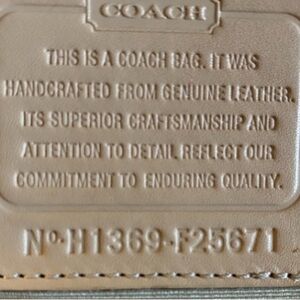 COACH
THIS IS A COACH BAG. IT WAS
HANDCRAFTED FROM GENUINE LEATHER.
ITS SUPERIOR CRAFTSMANSHIP AND
ATTENTION TO DETAIL REFLECT OUR
COMMITMENT TO ENDURING QUALITY.
Nº·H1369-F25671